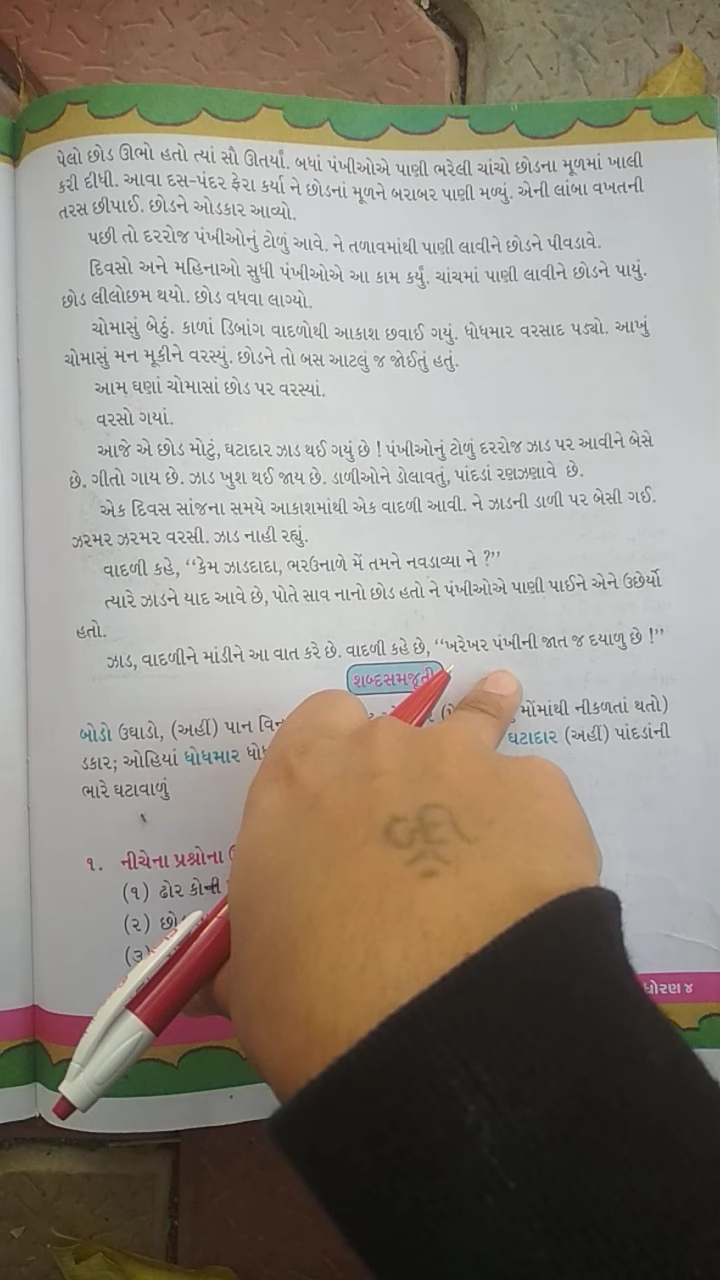 પેલો છોડ ઊભો હતો ત્યાં સૌ ઊતર્યાં. બધાં પંખીઓએ પાણી ભરેલી ચાંચો છોડના મૂળમાં ખાલી
કરી દીધી. આવા દસ-પંદર ફેરા કર્યા ને છોડનાં મૂળને બરાબર પાણી મળ્યું. એની લાંબા વખતની
તરસ છીપાઈ. છોડને ઓડકાર આવ્યો.
પછી તો દરરોજ પંખીઓનું ટોળું આવે. ને તળાવમાંથી પાણી લાવીને છોડને પીવડાવે.
દિવસો અને મહિનાઓ સુધી પંખીઓએ આ કામ કર્યું. ચાંચમાં પાણી લાવીને છોડને પાયું.
છોડ લીલોછમ થયો. છોડ વધવા લાગ્યો.
ચોમાસું બેઠું. કાળાં ડિબાંગ વાદળોથી આકાશ છવાઈ ગયું. ધોધમાર વરસાદ પડ્યો. આખું
ચોમાસું મન મૂકીને વરસ્યું. છોડને તો બસ આટલું જ જોઈતું હતું.
આમ ઘણાં ચોમાસાં છોડ પર વરસ્યાં.
વરસો ગયાં.
આજે એ છોડ મોટું, ઘટાદાર ઝાડ થઈ ગયું છે ! પંખીઓનું ટોળું દરરોજ ઝાડ પર આવીને બેસે
છે. ગીતો ગાય છે. ઝાડ ખુશ થઈ જાય છે. ડાળીઓને ડોલાવતું, પાંદડાં રણઝણાવે છે.
એક દિવસ સાંજના સમયે આકાશમાંથી એક વાદળી આવી. ને ઝાડની ડાળી પર બેસી ગઈ.
ઝરમર ઝરમર વરસી. ઝાડ નાહી રહ્યું.
વાદળી કહે, “કેમ ઝાડદાદા, ભરઉનાળે મેં તમને નવડાવ્યા ને ?”
ત્યારે ઝાડને યાદ આવે છે, પોતે સાવ નાનો છોડ હતો ને પંખીઓએ પાણી પાઈને એને ઉછેર્યો
હતો.
ઝાડ, વાદળીને માંડીને આ વાત કરે છે. વાદળી કહે છે, “ખરેખર પંખીની જાત જ દયાળુ છે !”
શબ્દસમજૂતી
બોડો ઉઘાડો, (અહીં) પાન મોંમાંથી નીકળતાં થતો)
ડકાર; ઓહિયાં ધોધમાર ઘટાદાર (અહીં) પાંદડાંની
ભારે ઘટાવાળું
૧. નીચેના પ્રશ્નોના
(૧) ઢોર કોની
(૨)
(૩)
ધોરણ ૪